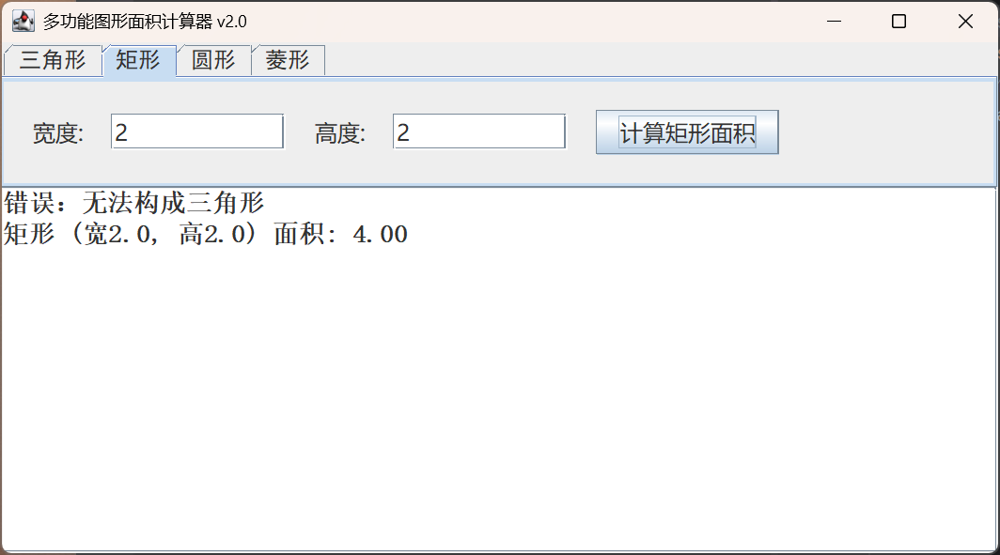 多功能图形面积计算器 v2.0
三角形 矩形 圆形 菱形
宽度: 2 高度: 2 计算矩形面积
错误：无法构成三角形
矩形 (宽2.0, 高2.0) 面积: 4.00